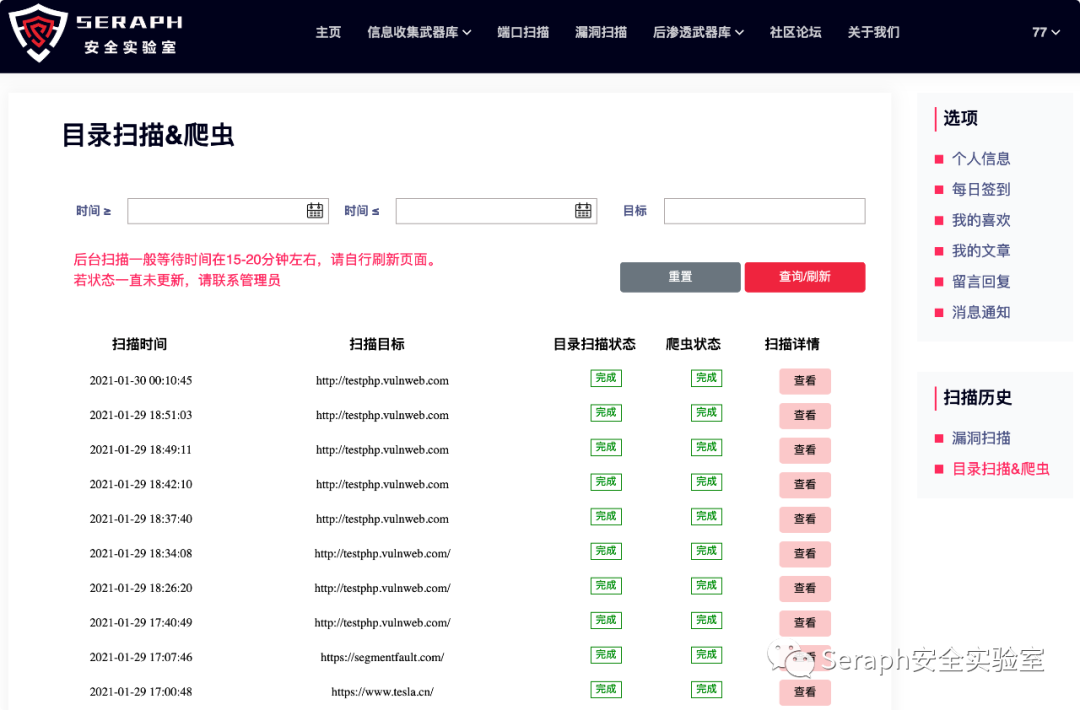 SERAPH
安全实验室
主页 信息收集武器库 端口扫描 漏洞扫描 后渗透武器库 社区论坛 关于我们 77
目录扫描&爬虫
时间 ≥ 时间 ≤ 目标
后台扫描一般等待时间在15-20分钟左右，请自行刷新页面。
若状态一直未更新，请联系管理员
重置 查询/刷新
扫描时间 扫描目标 目录扫描状态 爬虫状态 扫描详情
2021-01-30 00:10:45 http://testphp.vulnweb.com 完成 完成 查看
2021-01-29 18:51:03 http://testphp.vulnweb.com 完成 完成 查看
2021-01-29 18:49:11 http://testphp.vulnweb.com 完成 完成 查看
2021-01-29 18:42:10 http://testphp.vulnweb.com 完成 完成 查看
2021-01-29 18:37:40 http://testphp.vulnweb.com 完成 完成 查看
2021-01-29 18:34:08 http://testphp.vulnweb.com/ 完成 完成 查看
2021-01-29 18:26:20 http://testphp.vulnweb.com/ 完成 完成 查看
2021-01-29 17:40:49 http://testphp.vulnweb.com/ 完成 完成 查看
2021-01-29 17:07:46 https://segmentfault.com/ 完成 完成
2021-01-29 17:00:48 https://www.tesla.cn/ 完成 完成 查看
选项
个人信息
每日签到
我的喜欢
我的文章
留言回复
消息通知
扫描历史
漏洞扫描
目录扫描&爬虫
Seraph安全实验室